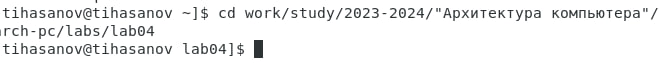 tihasanov@tihasanov ~]$ cd work/study/2023-2024/"Архитектура компьютера"/
arch-pc/labs/lab04
tihasanov@tihasanov lab04]$